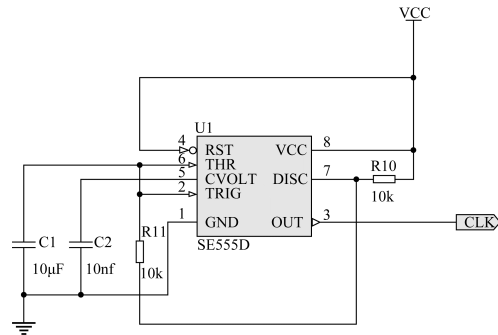 VCC
U1
4 RST VCC 8
6 THR
5 CVOLT DISC 7 R10
2 TRIG 10k
1 GND OUT 3 CLK
SE555D
C1 C2 R11
10μF 10nf 10k